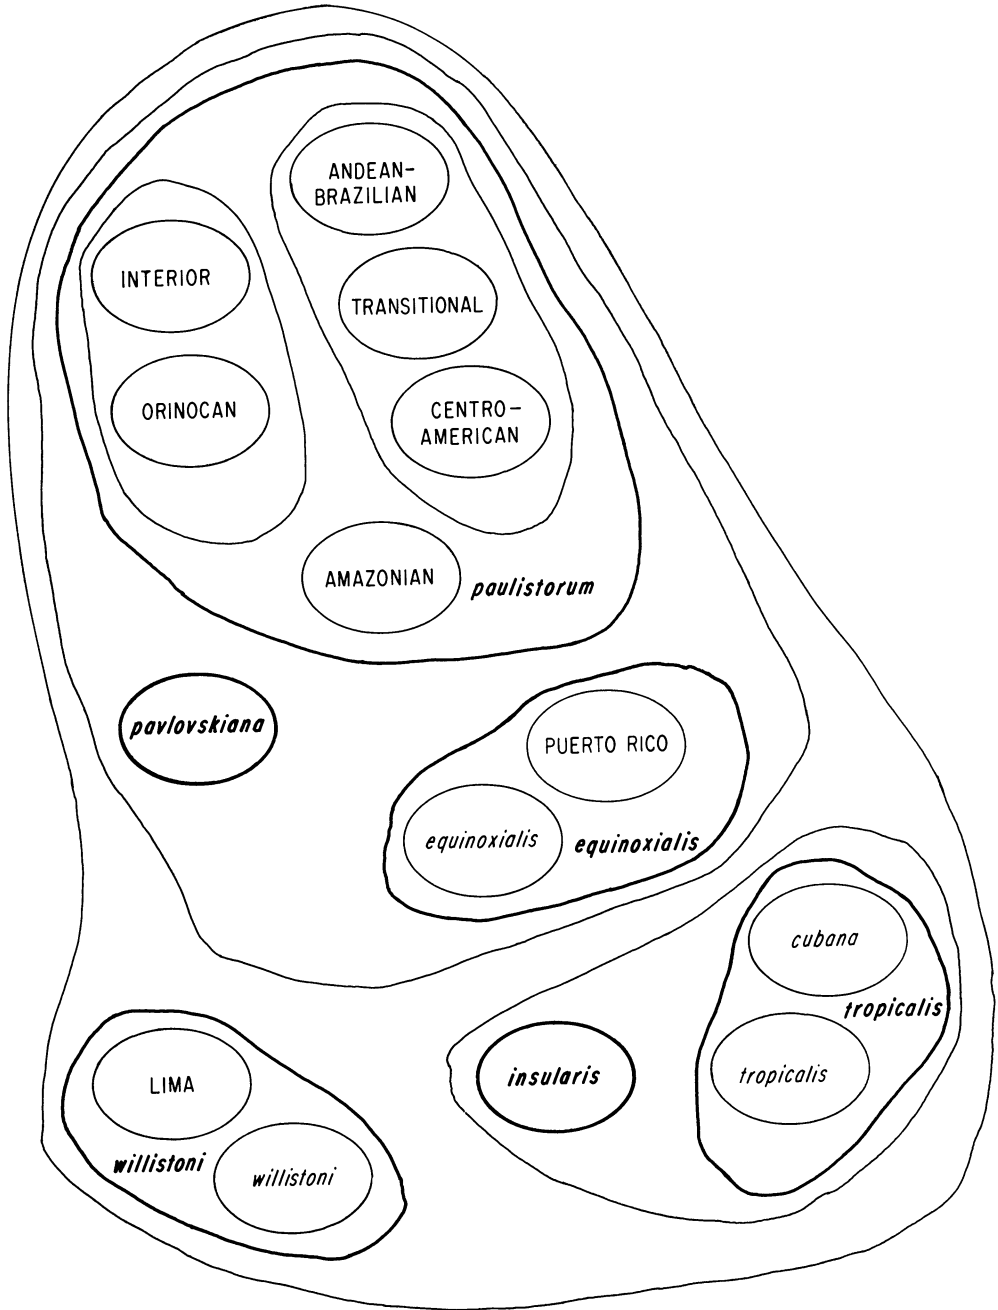 ANDEAN-
BRAZILIAN
INTERIOR
TRANSITIONAL
ORINOCAN
CENTRO-
AMERICAN
AMAZONIAN
paulistorum
pavlovskiana
PUERTO RICO
equinoxialis
equinoxialis
cubana
tropicalis
insularis
tropicalis
LIMA
willistoni
willistoni